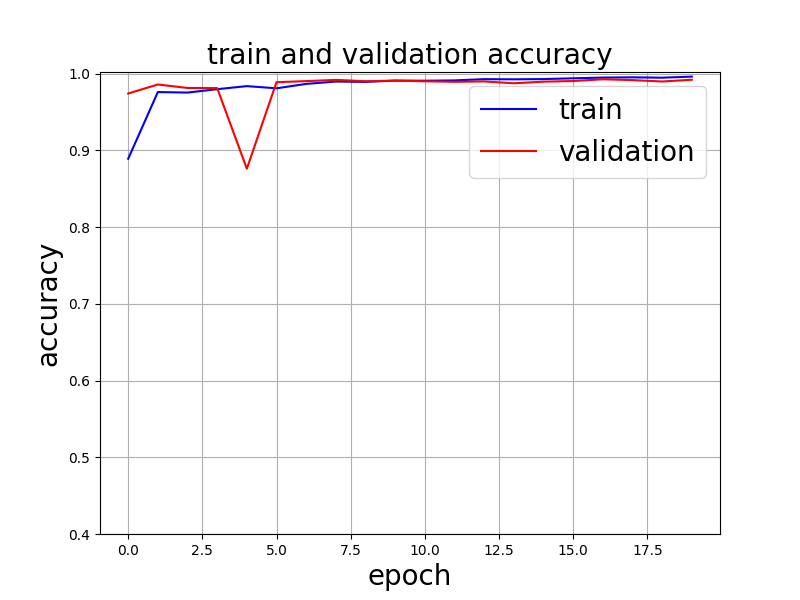 train and validation accuracy
1.0
0.9
0.8
0.7
0.6
0.5
0.4
accuracy
train
validation
0.0 2.5 5.0 7.5 10.0 12.5 15.0 17.5
epoch